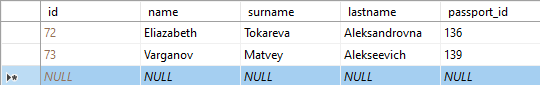 id name surname lastname passport_id
72 Eliazabeth Tokareva Aleksandrovna 136
73 Varganov Matvey Alekseevich 139
NULL NULL NULL NULL NULL